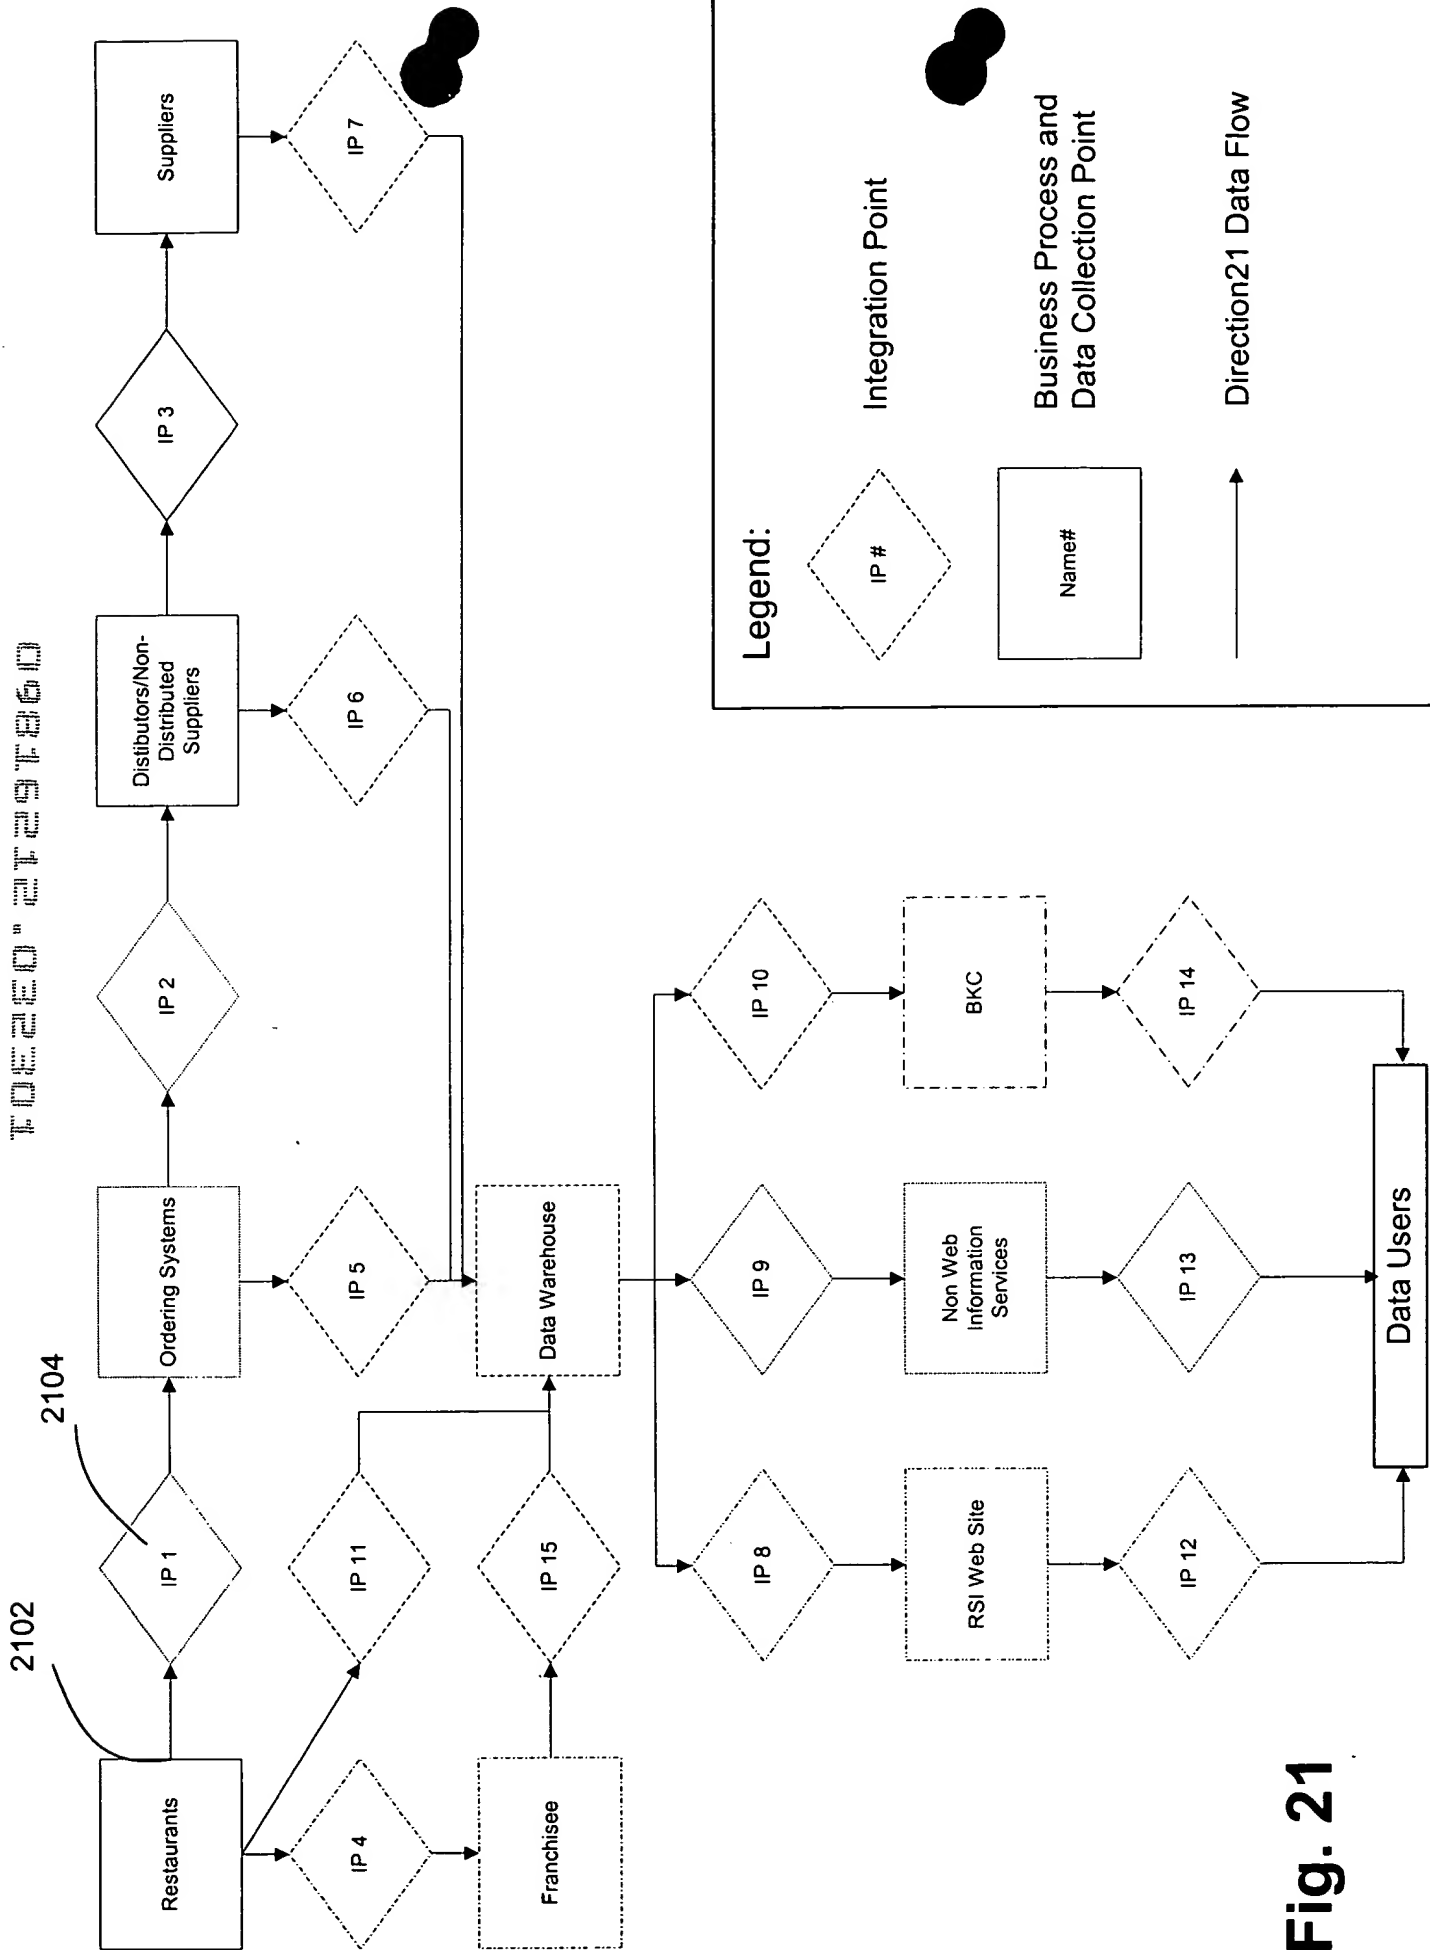 2102
2104
Restaurants
IP 1
Ordering Systems
IP 2
Distibutors/Non-
Distributed
Suppliers
IP 3
Suppliers
IP 4
IP 11
IP 5
IP 6
IP 7
Franchisee
IP 15
Data Warehouse
IP 8
IP 9
IP 10
RSI Web Site
Non Web
Information
Services
BKC
IP 12
IP 13
IP 14
Data Users
Legend:
IP #
Integration Point
Name#
Business Process and
Data Collection Point
Direction21 Data Flow
Fig. 21